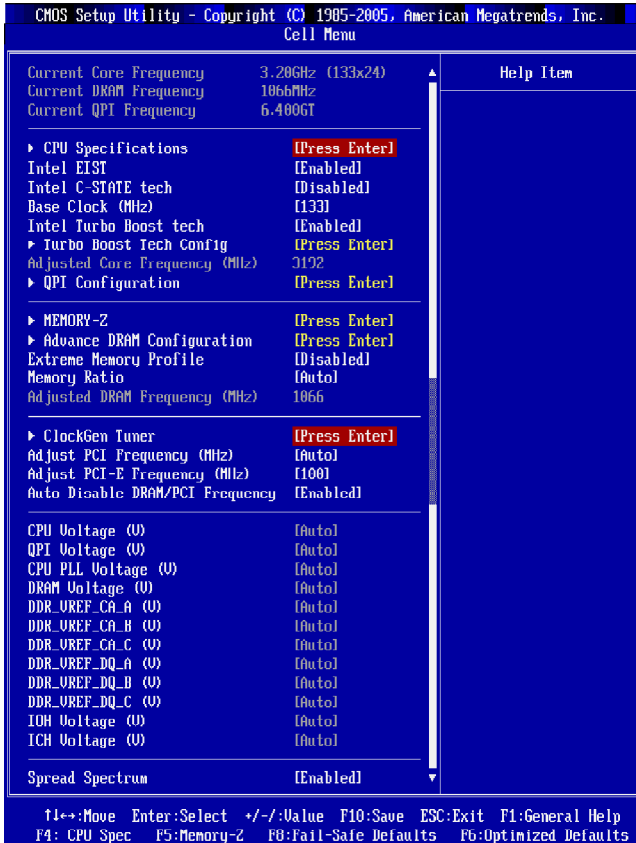 CMOS Setup Utility - Copyright (C) 1985-2005, American Megatrends, Inc.
Cell Menu
Current Core Frequency 3.20GHz (133x24)
Current DRAM Frequency 1066MHz
Current QPI Frequency 6.400GT
Help Item
▸ CPU Specifications [Press Enter]
Intel EIST [Enabled]
Intel C-STATE tech [Disabled]
Base Clock (MHz) [133]
Intel Turbo Boost tech [Enabled]
▸ Turbo Boost Tech Config [Press Enter]
Adjusted Core Frequency (MHz) 3192
▸ QPI Configuration [Press Enter]
▸ MEMORY-Z [Press Enter]
▸ Advance DRAM Configuration [Press Enter]
Extreme Memory Profile [Disabled]
Memory Ratio [Auto]
Adjusted DRAM Frequency (MHz) 1066
▸ ClockGen Tuner [Press Enter]
Adjust PCI Frequency (MHz) [Auto]
Adjust PCI-E Frequency (MHz) [100]
Auto Disable DRAM/PCI Frequency [Enabled]
CPU Voltage (V) [Auto]
QPI Voltage (V) [Auto]
CPU PLL Voltage (V) [Auto]
DRAM Voltage (V) [Auto]
DDR_VREF_CA_A (V) [Auto]
DDR_VREF_CA_B (V) [Auto]
DDR_VREF_CA_C (V) [Auto]
DDR_VREF_DQ_A (V) [Auto]
DDR_VREF_DQ_B (V) [Auto]
DDR_VREF_DQ_C (V) [Auto]
IOH Voltage (V) [Auto]
ICH Voltage (V) [Auto]
Spread Spectrum [Enabled]
↑↓←→:Move Enter:Select +/-/:Value F10:Save ESC:Exit F1:General Help
F4: CPU Spec F5:Memory-Z F8:Fail-Safe Defaults F6:Optimized Defaults